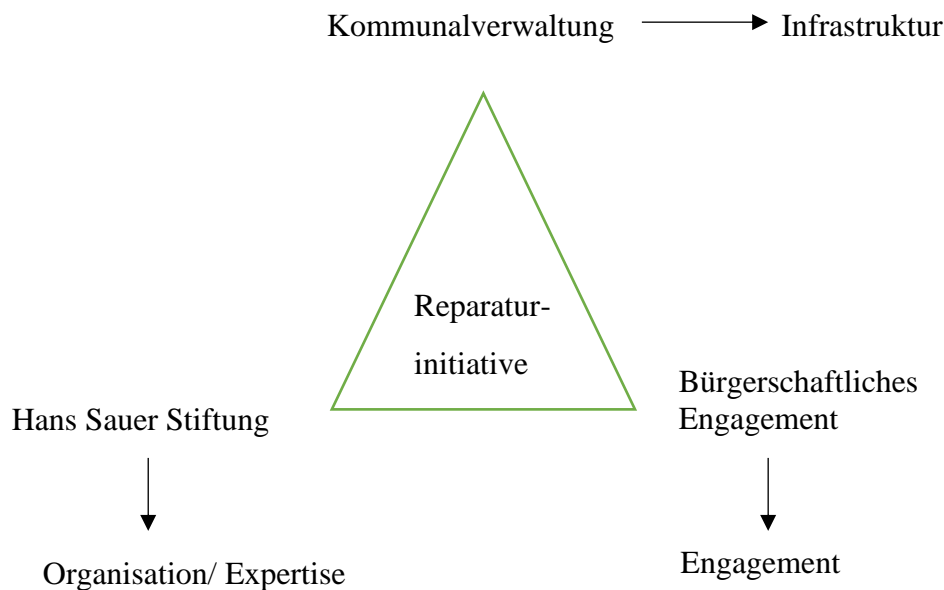 Kommunalverwaltung
Infrastruktur
Reparatur-
initiative
Hans Sauer Stiftung
Bürgerschaftliches
Engagement
Organisation/ Expertise
Engagement